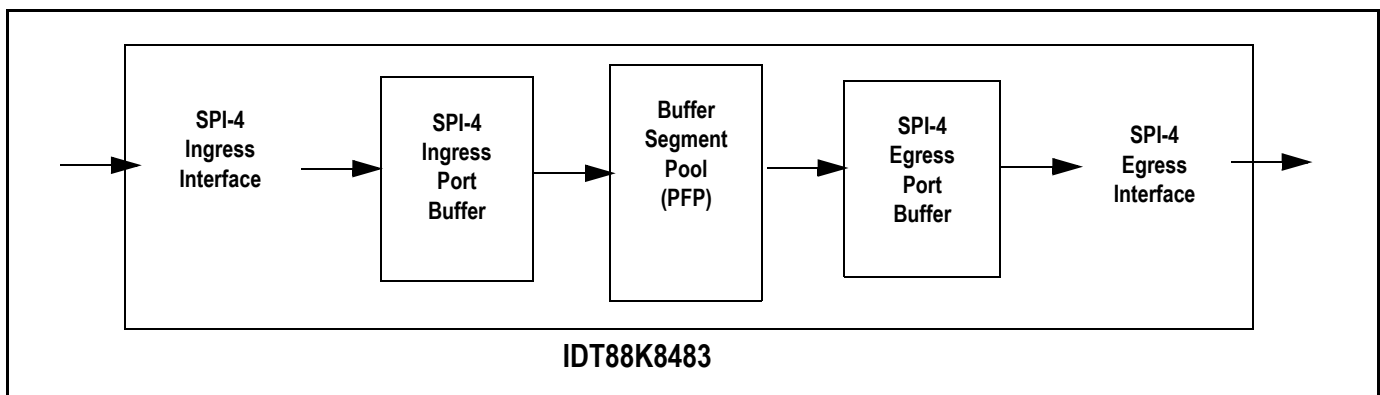 SPI-4
Ingress
Interface
SPI-4
Ingress
Port
Buffer
Buffer
Segment
Pool
(PFP)
SPI-4
Egress
Port
Buffer
SPI-4
Egress
Interface
IDT88K8483